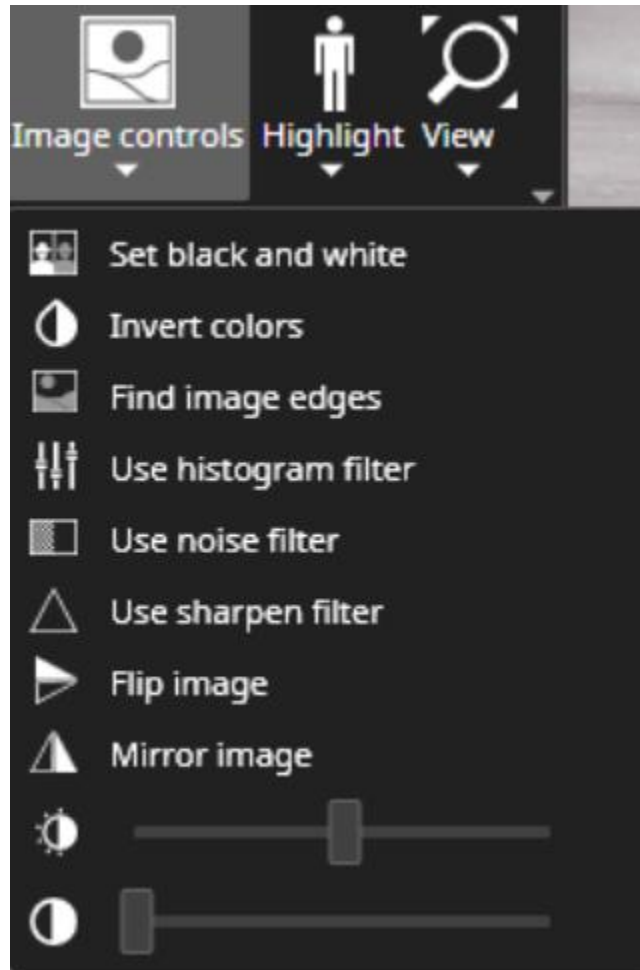 Image controls Highlight View
Set black and white
Invert colors
Find image edges
Use histogram filter
Use noise filter
Use sharpen filter
Flip image
Mirror image